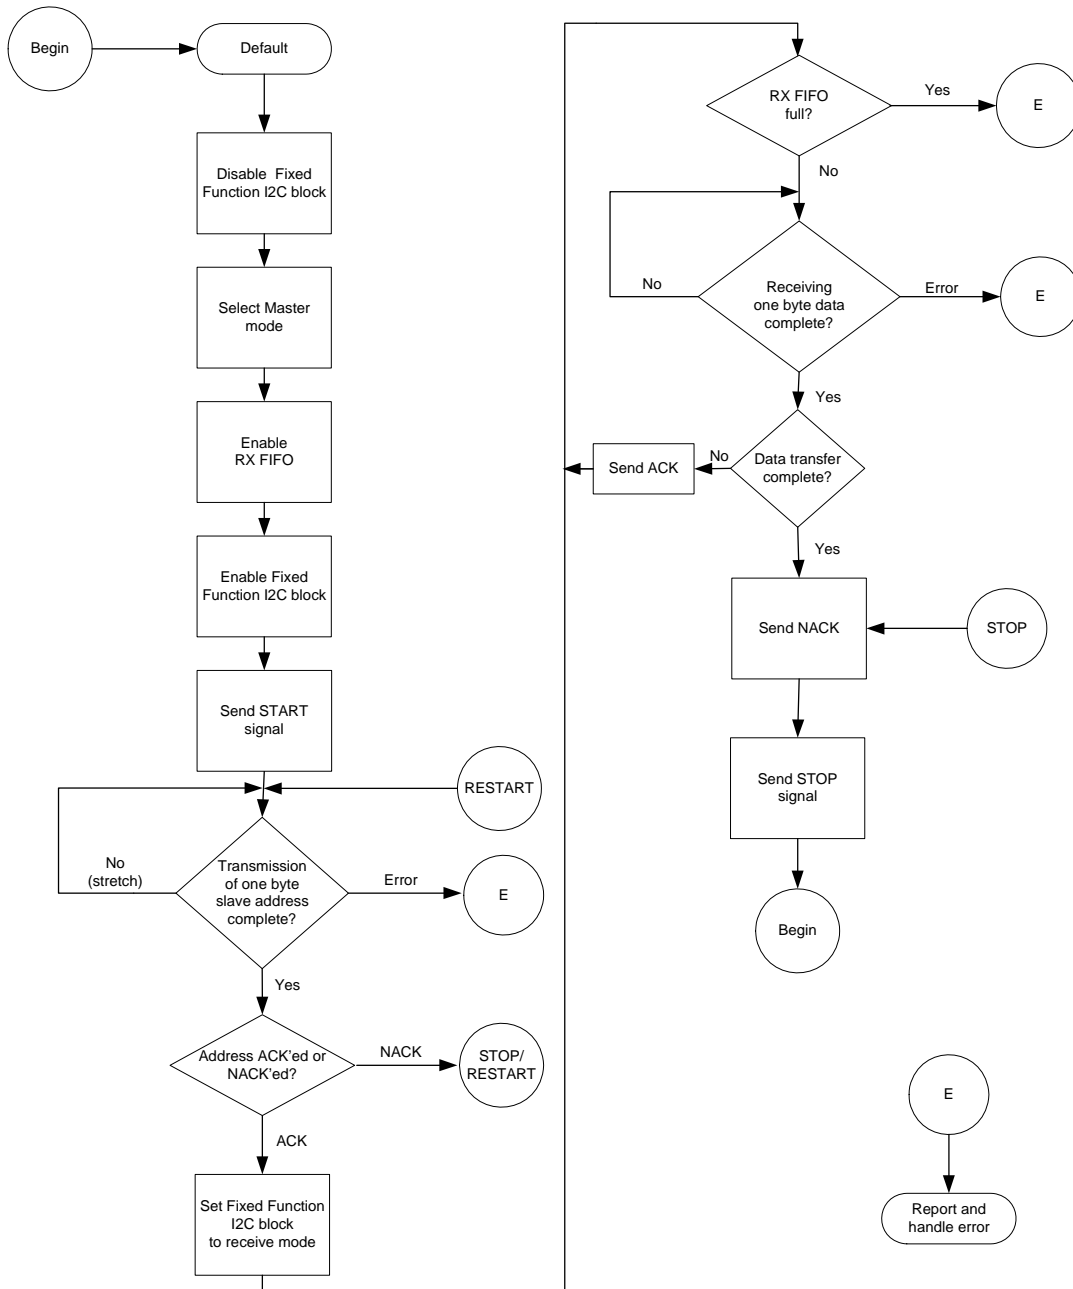 Begin
Default
Disable Fixed
Function I2C block
Select Master
mode
Enable
RX FIFO
Enable Fixed
Function I2C block
Send START
signal
RESTART
No
(stretch)
Transmission
of one byte
slave address
complete?
Error
E
Yes
Address ACK'ed or
NACK'ed?
NACK
STOP/
RESTART
ACK
Set Fixed Function
I2C block
to receive mode
RX FIFO
full?
Yes
E
No
No
Receiving
one byte data
complete?
Error
E
Yes
Send ACK
No
Data transfer
complete?
Yes
Send NACK
STOP
Send STOP
signal
Begin
E
Report and
handle error